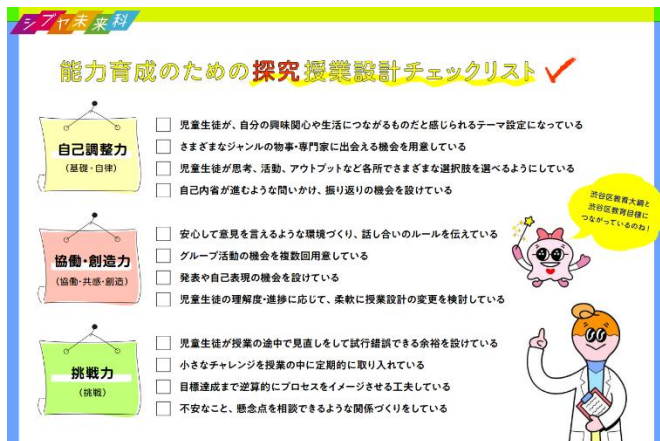 シブヤ未来科
能力育成のための探究授業設計チェックリスト
自己調整力
(基礎・自律)
児童生徒が、自分の興味関心や生活につながるものだと感じられるテーマ設定になっている
さまざまなジャンルの物事・専門家に出会える機会を用意している
児童生徒が思考、活動、アウトプットなど各所でさまざまな選択肢を選べるようにしている
自己内省が進むような問いかけ、振り返りの機会を設けている
渋谷区教育大綱と
渋谷区教育目標に
つながっているのね!
協働・創造力
(協働・共感・創造)
安心して意見を言えるような環境づくり、話し合いのルールを伝えている
グループ活動の機会を複数回用意している
発表や自己表現の機会を設けている
児童生徒の理解度・進捗に応じて、柔軟に授業設計の変更を検討している
挑戦力
(挑戦)
児童生徒が授業の途中で見直しをして試行錯誤できる余裕を設けている
小さなチャレンジを授業の中に定期的に取り入れている
目標達成まで逆算的にプロセスをイメージさせる工夫している
不安なこと、懸念点を相談できるような関係づくりをしている